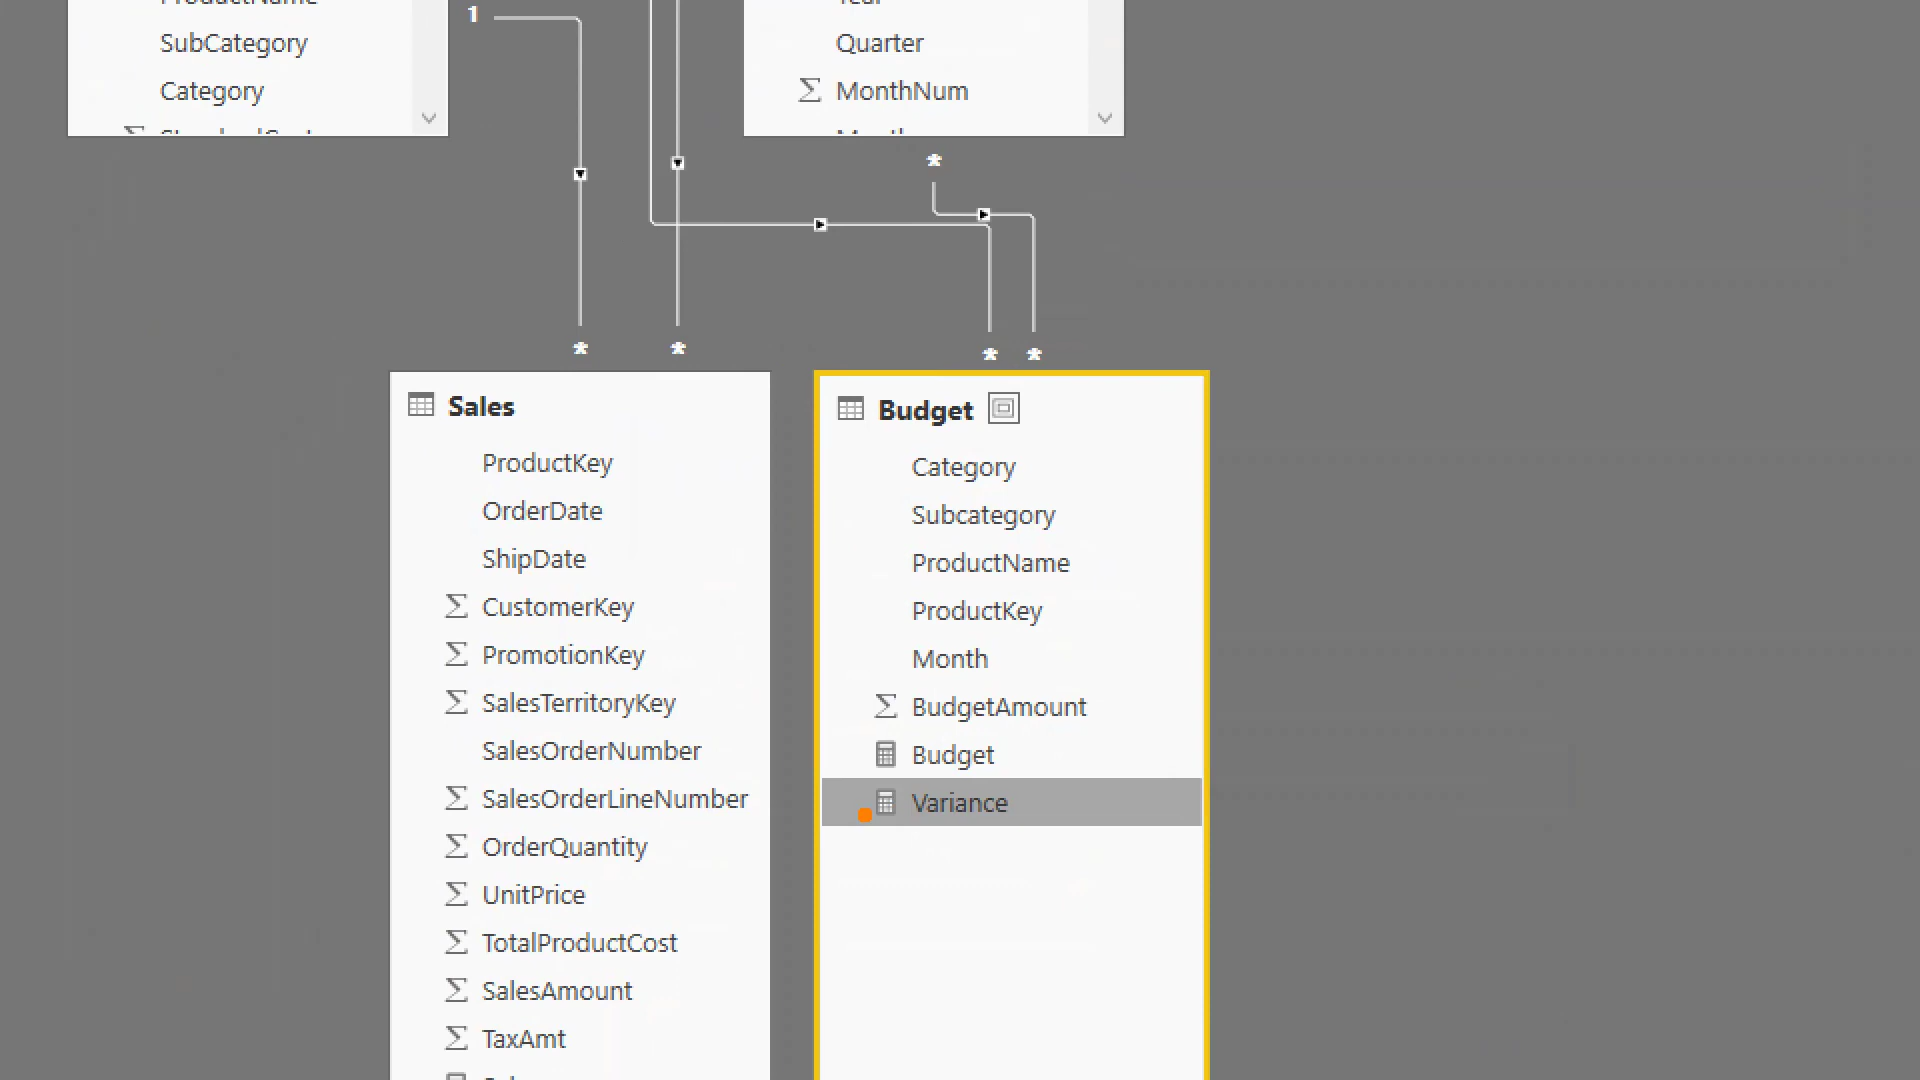 1
SubCategory
Category
Quarter
MonthNum
*
* *
* *
Sales
ProductKey
OrderDate
ShipDate
CustomerKey
PromotionKey
SalesTerritoryKey
SalesOrderNumber
SalesOrderLineNumber
OrderQuantity
UnitPrice
TotalProductCost
SalesAmount
TaxAmt
Budget
Category
Subcategory
ProductName
ProductKey
Month
BudgetAmount
Budget
Variance